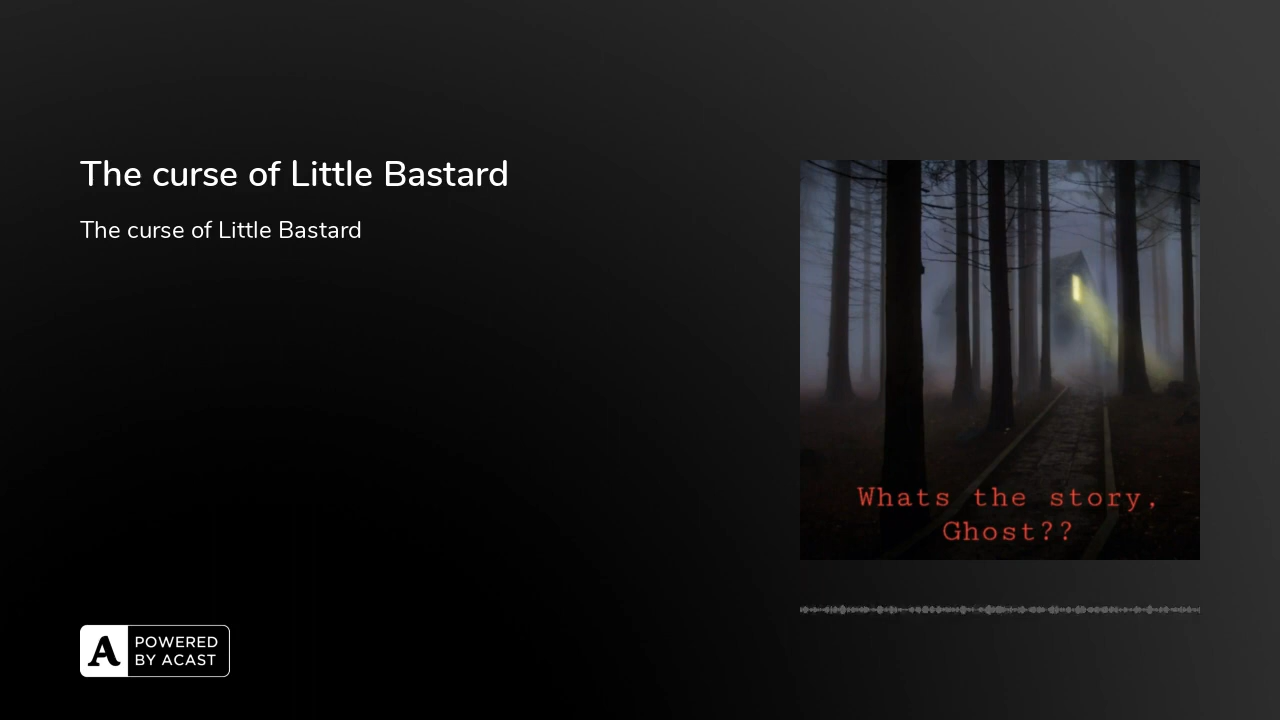 The curse of Little Bastard
The curse of Little Bastard
Whats the story,
Ghost??
A POWERED
BY ACAST